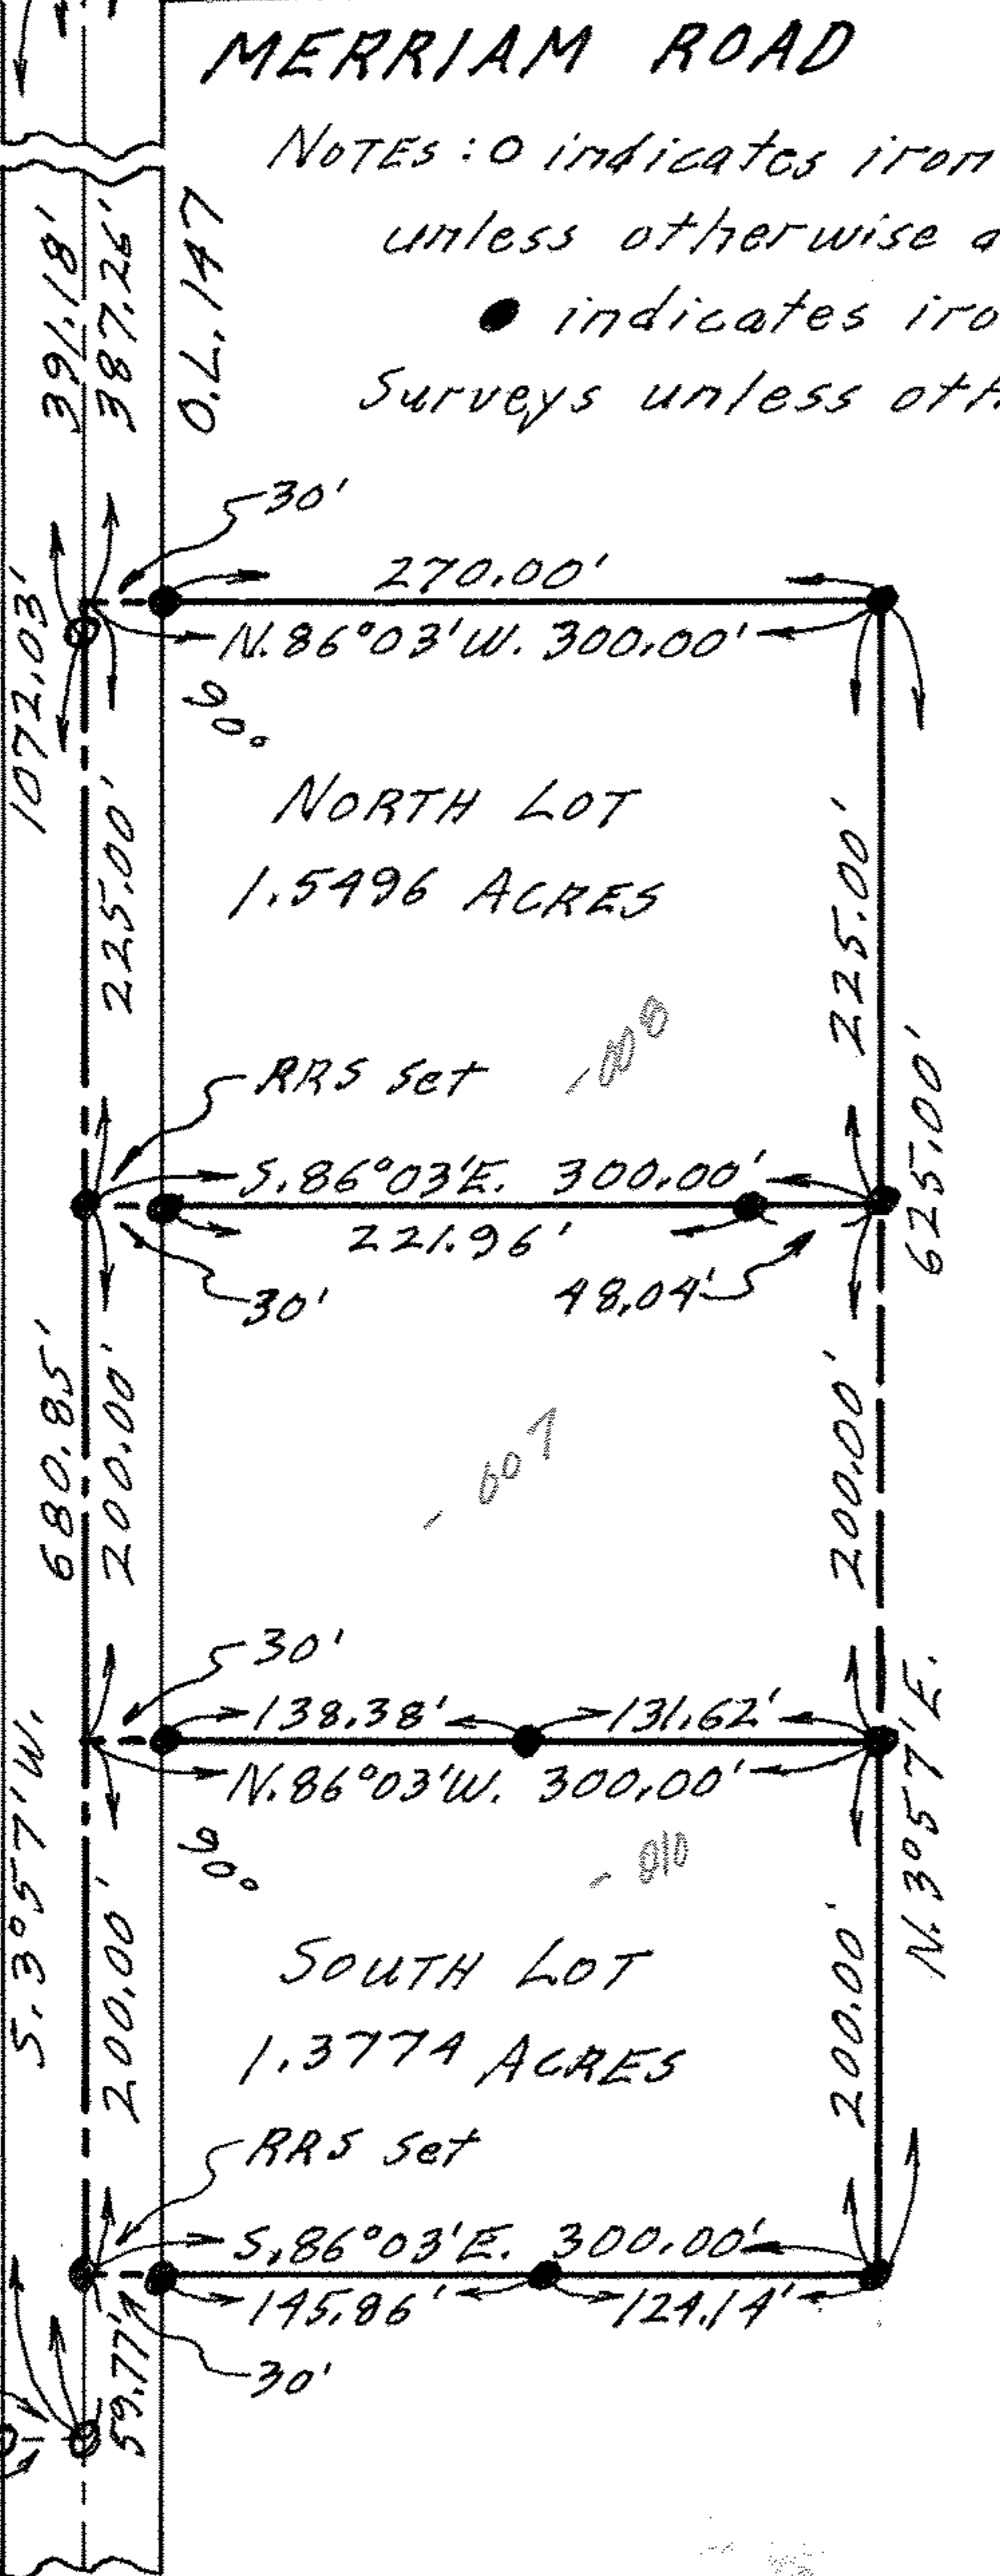 MERRIAM ROAD
NOTES: O indicates iron
unless otherwise a
● indicates iro
Surveys unless oth
391.18'
387.26'
O.L. 147
30'
270.00'
N. 86°03'W. 300.00'
90°
1072.03'
NORTH LOT
1.5496 ACRES
225.00'
225.00'
-008
RRS Set
S. 86°03'E. 300.00'
221.96'
48.04'
30'
625.00'
680.85'
200.00'
200.00'
-007
30'
138.38'
131.62'
N. 86°03'W. 300.00'
90°
-010
N. 3°57'E.
S. 3°57'W.
SOUTH LOT
1.3774 ACRES
200.00'
200.00'
RRS Set
S. 86°03'E. 300.00'
145.86'
124.14'
30'
59.77'